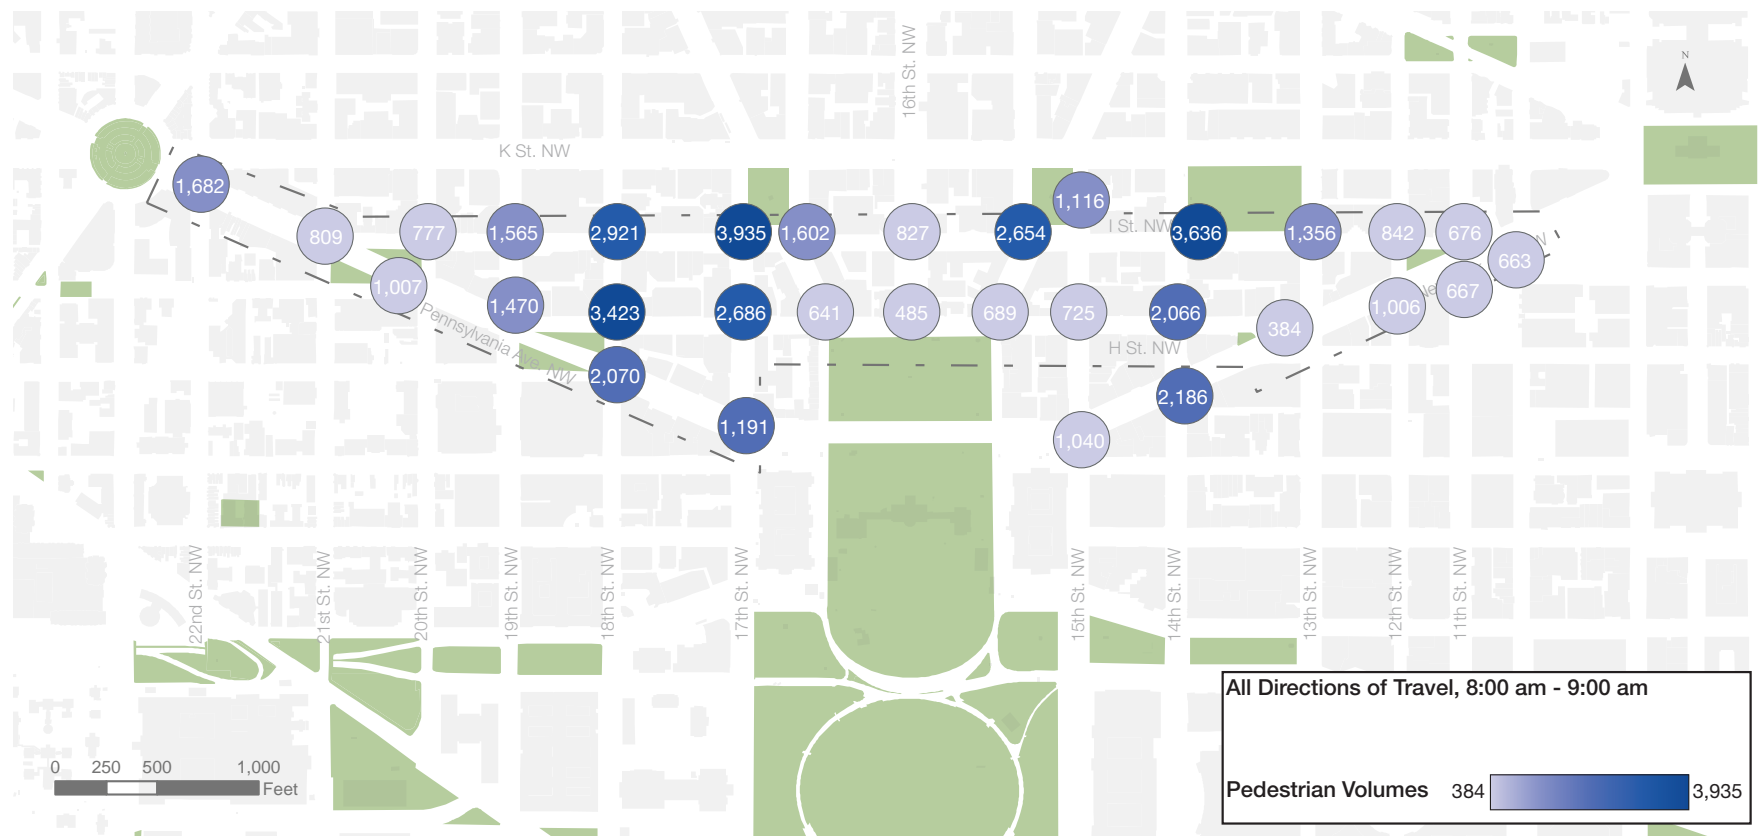 16th St. NW
N
K St. NW
1,682
1,116
809
777
1,565
2,921
3,935
1,602
827
2,654
I St. NW
3,636
1,356
842
676
663
1,007
1,470
3,423
2,686
641
485
689
725
2,066
384
1,006
667
Pennsylvania Ave. NW
H St. NW
2,070
2,186
1,191
1,040
22nd St. NW
21st St. NW
20th St. NW
19th St. NW
18th St. NW
17th St. NW
15th St. NW
14th St. NW
13th St. NW
12th St. NW
11th St. NW
All Directions of Travel, 8:00 am - 9:00 am
Pedestrian Volumes 384 3,935
0 250 500 1,000
Feet